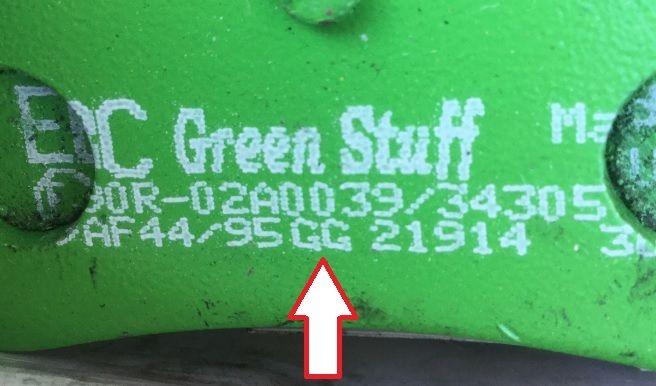 EBC Green Stuff M=
90R-02A0039/34305
/AF44/95GG 21914